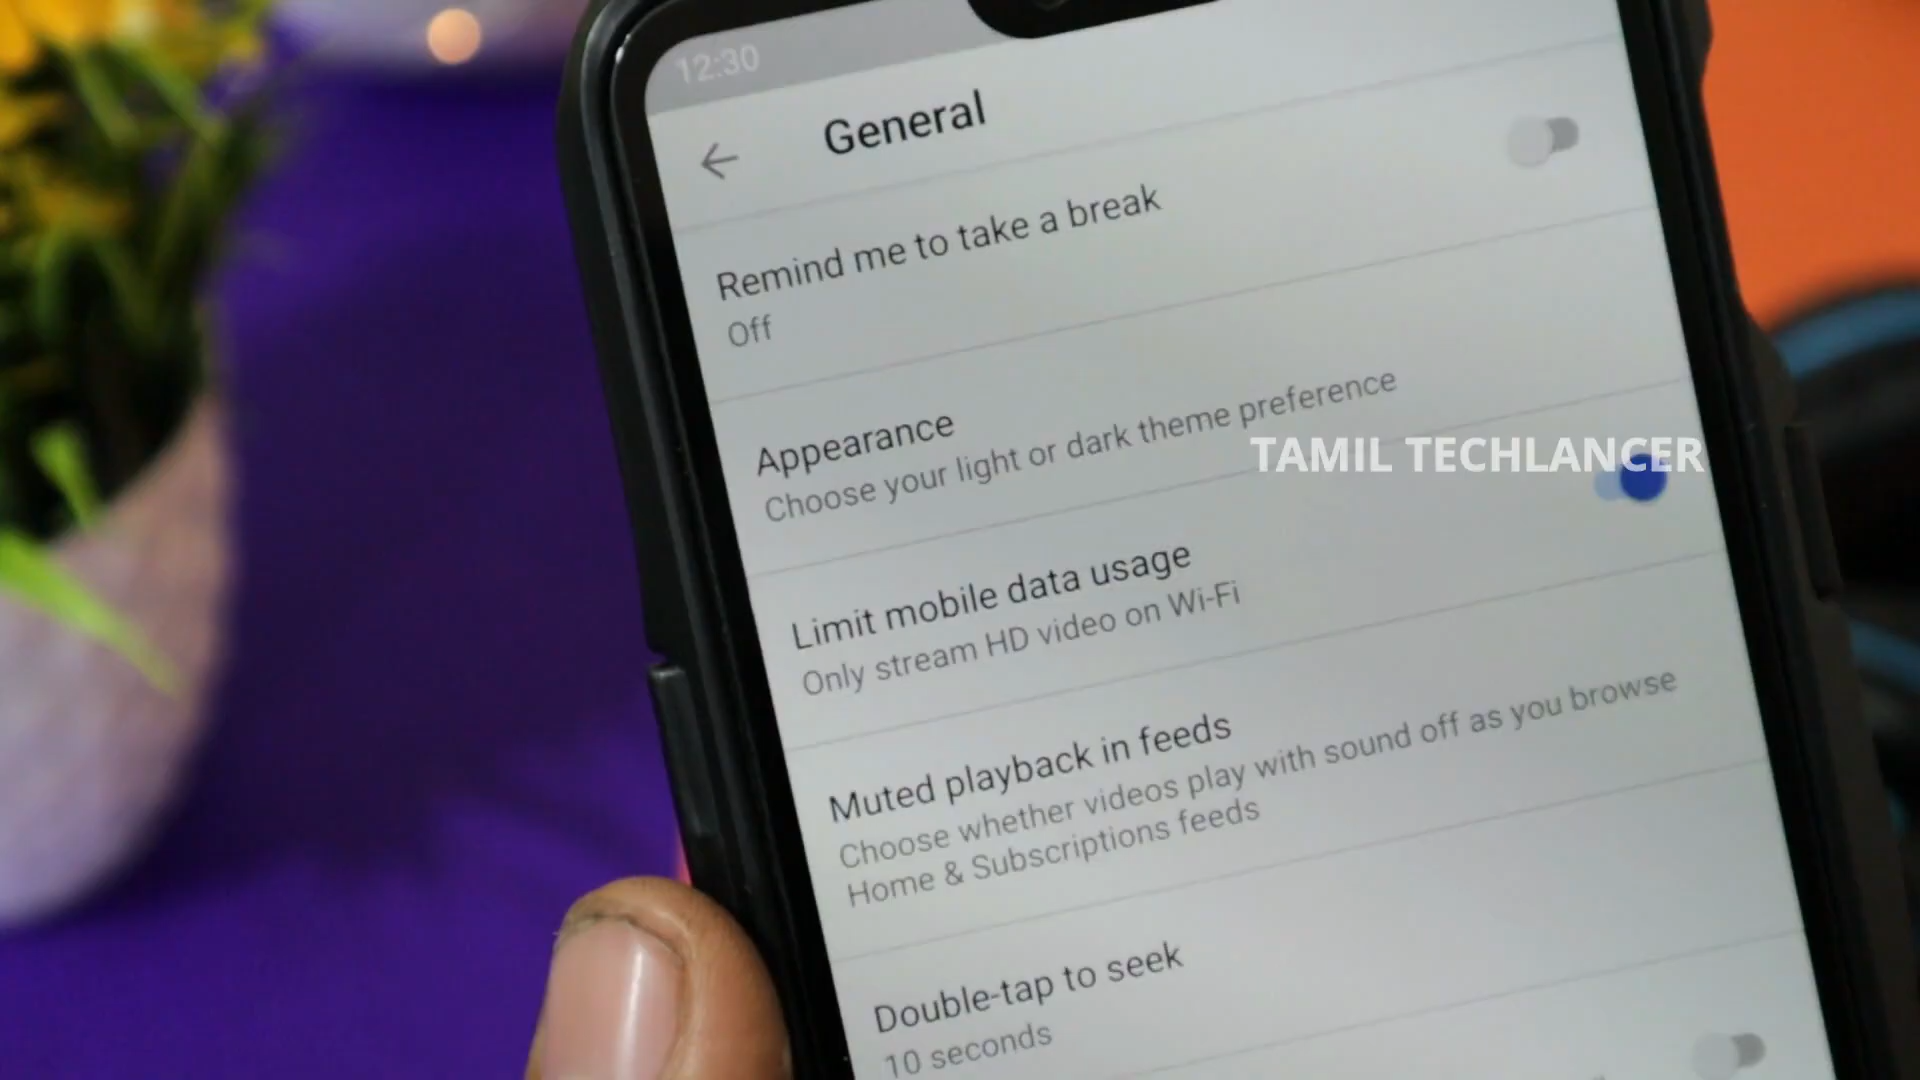 12:30
General
Remind me to take a break
Off
Appearance
Choose your light or dark theme preference
TAMIL TECHLANCER
Limit mobile data usage
Only stream HD video on Wi-Fi
Muted playback in feeds
Choose whether videos play with sound off as you browse
Home & Subscriptions feeds
Double-tap to seek
10 seconds